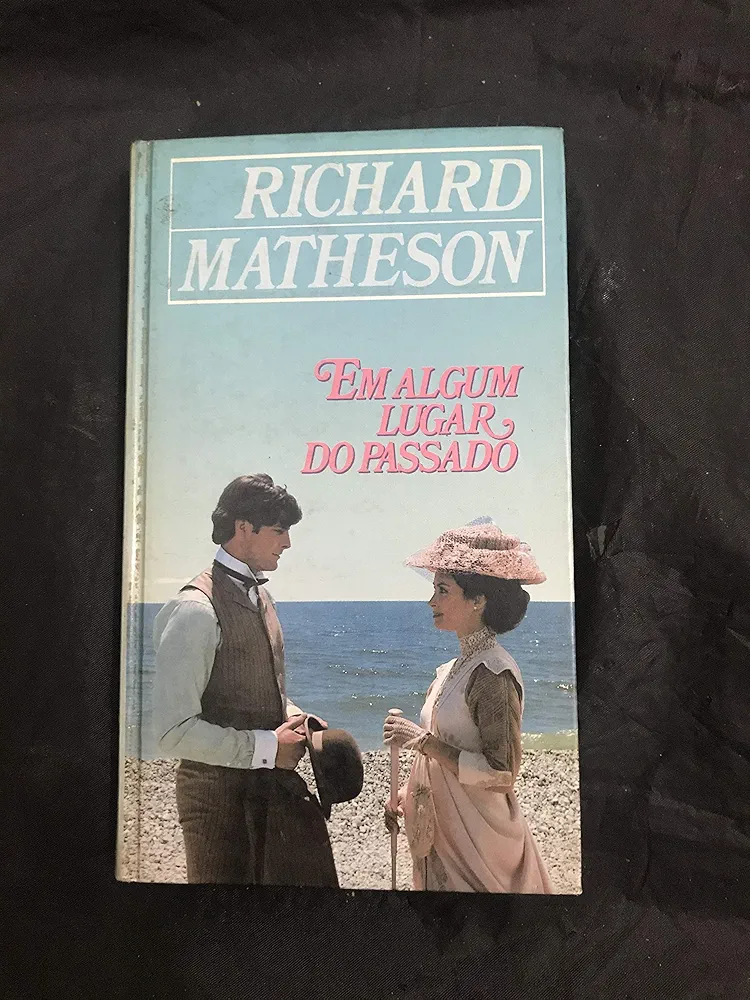 RICHARD
MATHESON
EM ALGUM
LUGAR
DO PASSADO